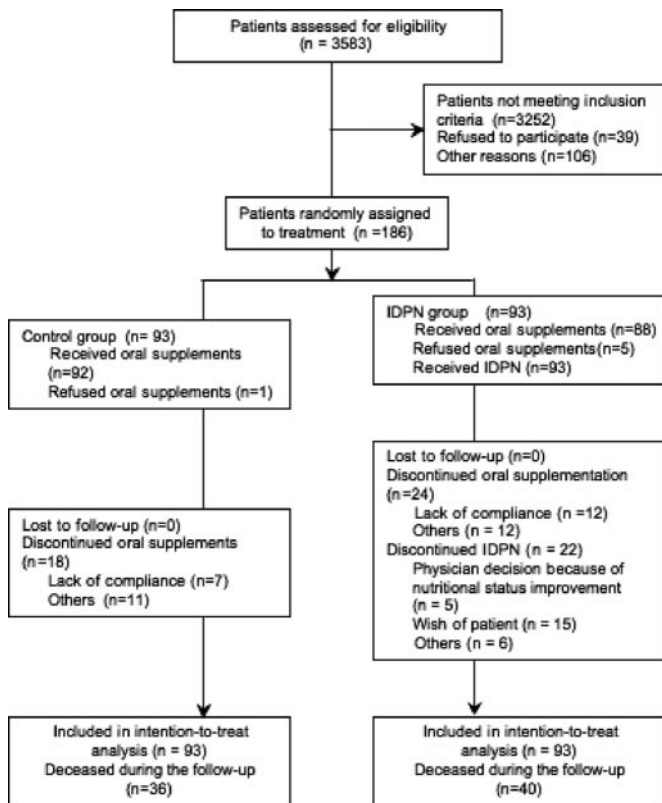 Patients assessed for eligibility
(n = 3583)
Patients not meeting inclusion
criteria (n=3252)
Refused to participate (n=39)
Other reasons (n=106)
Patients randomly assigned
to treatment (n =186)
Control group (n= 93)
Received oral supplements
(n=92)
Refused oral supplements (n=1)
IDPN group (n=93)
Received oral supplements (n=88)
Refused oral supplements(n=5)
Received IDPN (n=93)
Lost to follow-up (n=0)
Discontinued oral supplements
(n=18)
Lack of compliance (n=7)
Others (n=11)
Lost to follow-up (n=0)
Discontinued oral supplementation
(n=24)
Lack of compliance (n =12)
Others (n = 12)
Discontinued IDPN (n = 22)
Physician decision because of
nutritional status improvement
(n = 5)
Wish of patient (n = 15)
Others (n = 6)
Included in intention-to-treat
analysis (n = 93)
Deceased during the follow-up
(n=36)
Included in intention-to-treat
analysis (n = 93)
Deceased during the follow-up
(n=40)